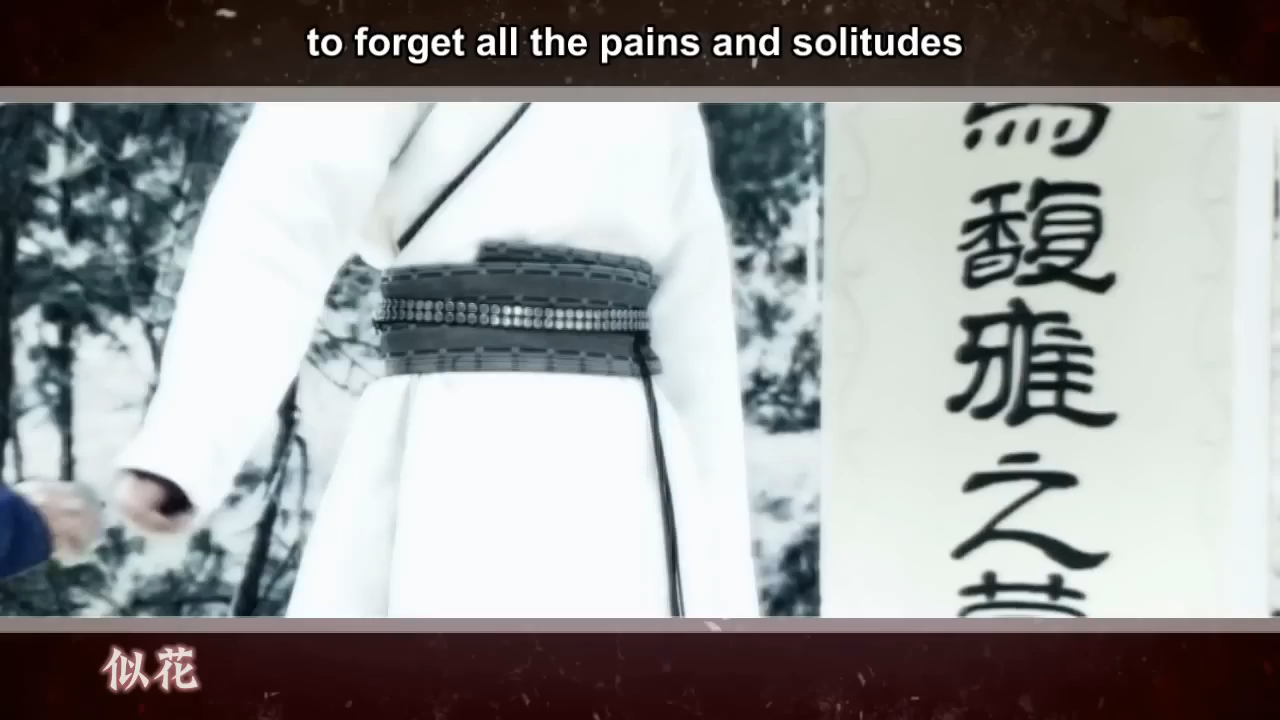 to forget all the pains and solitudes
馥
雍
之
似花